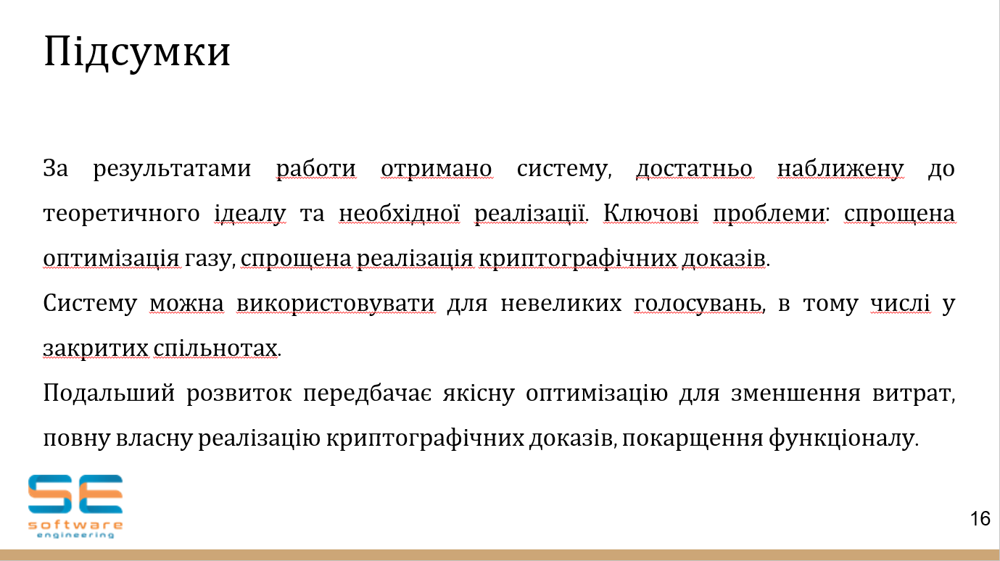 Підсумки
За результатами работи отримано систему, достатньо наближену до
теоретичного ідеалу та необхідної реалізації. Ключові проблеми: спрощена
оптимізація газу, спрощена реалізація криптографічних доказів.
Систему можна використовувати для невеликих голосувань, в тому числі у
закритих спільнотах.
Подальший розвиток передбачає якісну оптимізацію для зменшення витрат,
повну власну реалізацію криптографічних доказів, покарщення функціоналу.
SE
software
engineering
16